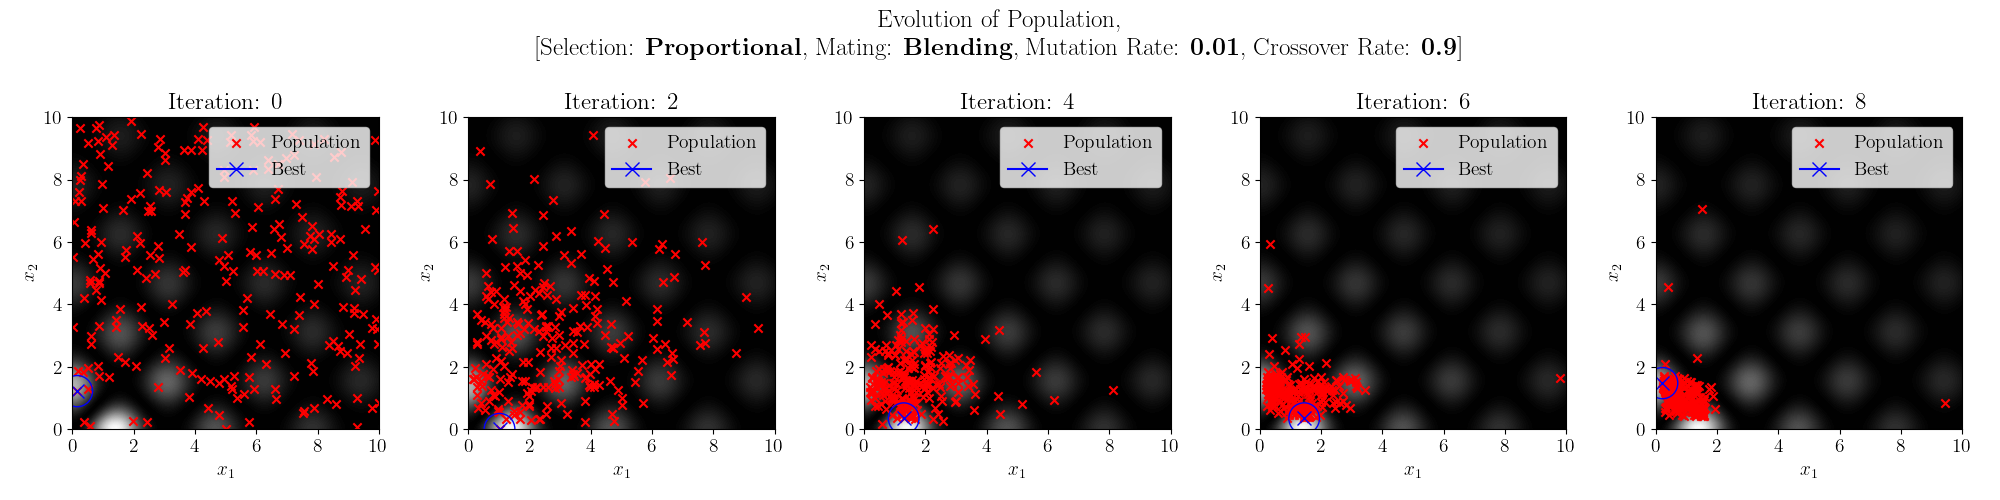 Evolution of Population,
[Selection: Proportional, Mating: Blending, Mutation Rate: 0.01, Crossover Rate: 0.9]
Iteration: 0
10
8
6
4
2
0
x2
Population
Best
0 2 4 6 8 10
x1
Iteration: 2
10
8
6
4
2
0
x2
Population
Best
0 2 4 6 8 10
x1
Iteration: 4
10
8
6
4
2
0
x2
Population
Best
0 2 4 6 8 10
x1
Iteration: 6
10
8
6
4
2
0
x2
Population
Best
0 2 4 6 8 10
x1
Iteration: 8
10
8
6
4
2
0
x2
Population
Best
0 2 4 6 8 10
x1